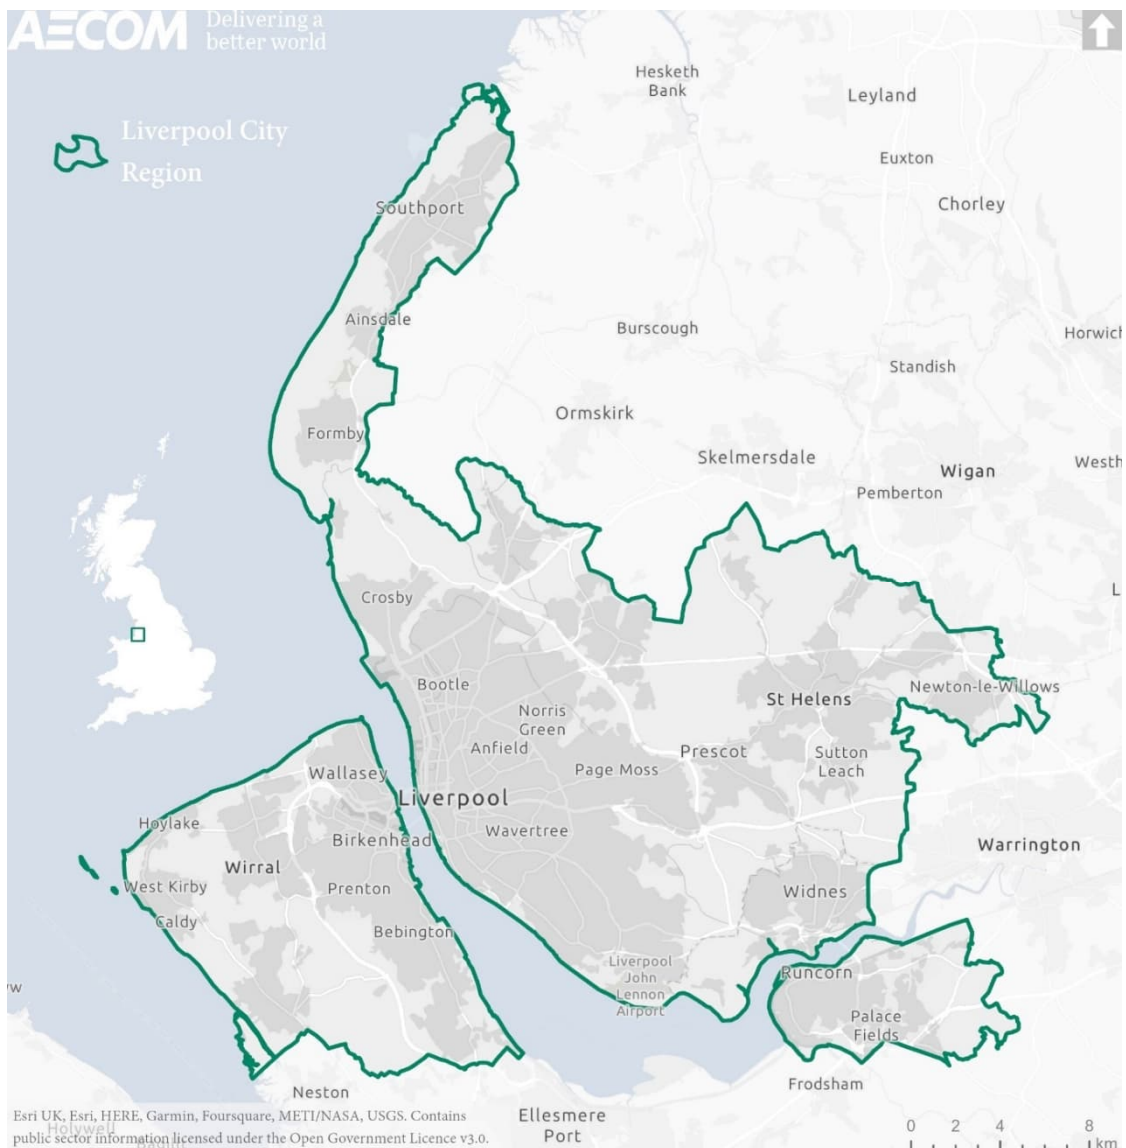 AECOM
Delivering a
better world
Liverpool City
Region
Hesketh
Bank
Leyland
Euxton
Chorley
Southport
Ainsdale
Burscough
Horwich
Standish
Ormskirk
Formby
Skelmersdale
Wigan
Westh
Pemberton
Crosby
L
Bootle
Newton-le-Willows
St Helens
Norris
Green
Anfield
Prescot
Sutton
Leach
Page Moss
Wallasey
Liverpool
Hoylake
Wavertree
Birkenhead
Warrington
Wirral
West Kirby
Prenton
Widnes
Caldy
Bebington
Liverpool
John
Lennon
Airport
Runcorn
Palace
Fields
Frodsham
Neston
Ellesmere
Port
yw
Esri UK, Esri, HERE, Garmin, Foursquare, METI/NASA, USGS. Contains
Holywell
public sector information licensed under the Open Government Licence v3.0.
0 2 4 8
km